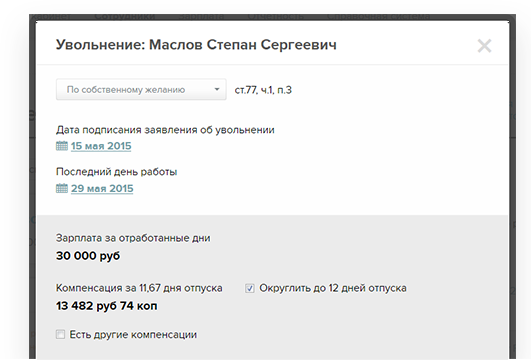 Увольнение: Маслов Степан Сергеевич
По собственному желанию ст.77, ч.1, п.3
Дата подписания заявления об увольнении
15 мая 2015
Последний день работы
29 мая 2015
Зарплата за отработанные дни
30 000 руб
Компенсация за 11,67 дня отпуска Округлить до 12 дней отпуска
13 482 руб 74 коп
Есть другие компенсации